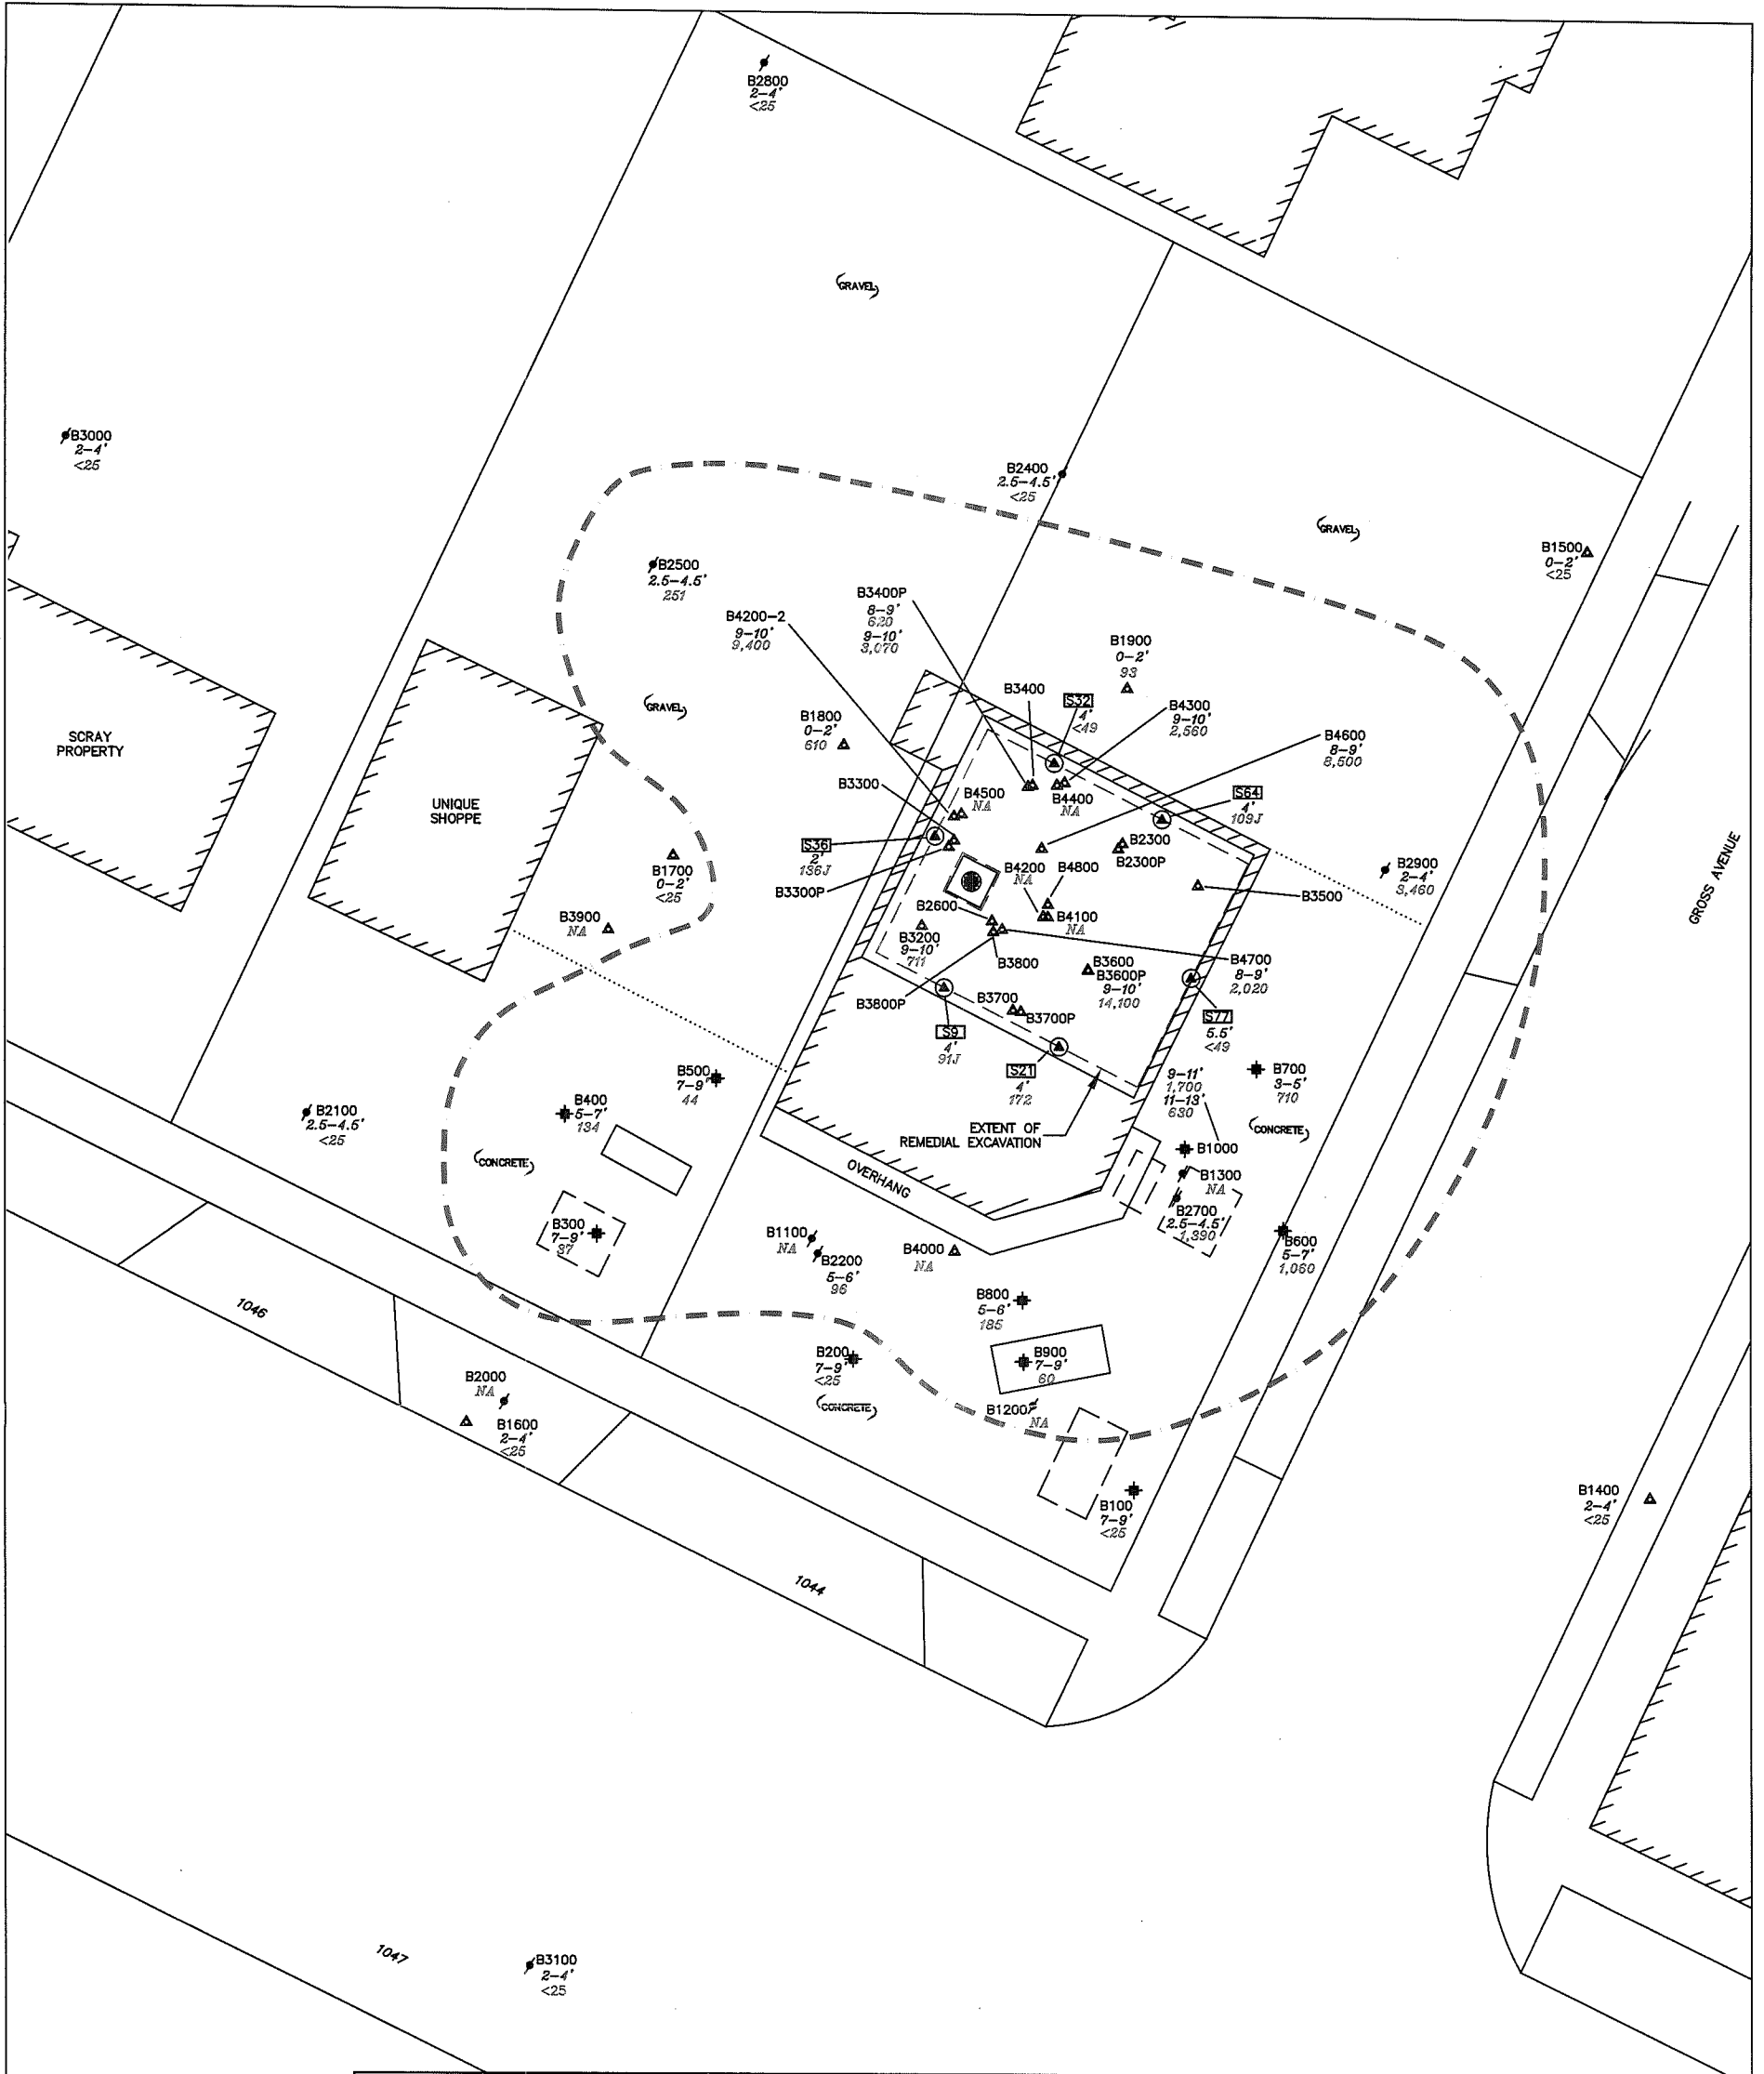 B2800
2-4'
<25
(GRAVEL)
B3000
2-4'
<25
B2400
2.5-4.5'
<25
(GRAVEL)
B1500
0-2'
<25
B2500
2.5-4.5'
251
B3400P
8-9'
620
9-10'
3,070
B4200-2
9-10'
9,400
B1900
0-2'
93
B3400
S32
4'
<49
B4300
9-10'
2,560
(GRAVEL)
B1800
0-2'
610
SCRAY
PROPERTY
B4600
8-9'
8,500
B3300
B4500
NA
B4400
NA
S64
4'
109J
UNIQUE
SHOPPE
S36
2'
136J
B2300
B2300P
B4200
NA
B4800
B2900
2-4'
3,460
GROSS AVENUE
B1700
0-2'
<25
B3300P
B3500
B2600
B4100
NA
B3900
NA
B3200
9-10'
711
B3800
B3600
B3600P
9-10'
14,100
B4700
8-9'
2,020
B3800P
B3700
B3700P
S77
5.5'
<49
S9
4'
91J
S21
4'
172
B500
7-9'
44
B700
3-5'
710
9-11'
1,700
11-13'
630
B400
5-7'
134
B2100
2.5-4.5'
<25
EXTENT OF
REMEDIAL EXCAVATION
(CONCRETE)
B1000
(CONCRETE)
OVERHANG
B1300
NA
B2700
2.5-4.5'
1,390
B300
7-9'
37
B1100
NA
B2200
5-6'
96
B4000
NA
B600
5-7'
1,060
B800
5-6'
185
1046
B200
7-9'
<25
B900
7-9'
60
B2000
NA
(CONCRETE)
B1200
NA
B1600
2-4'
<25
B100
7-9'
<25
B1400
2-4'
<25
1044
1047
B3100
2-4'
<25